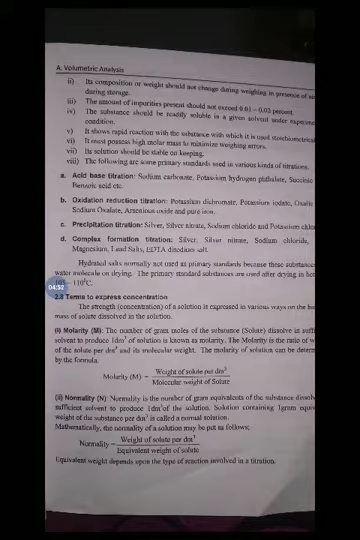 A. Volumetric Analysis
ii) Its composition or weight should not change during weighing in presence of
during storage.
iii) The amount of impurities present should not exceed 0.01 – 0.02 percent.
iv) The substance should be readily soluble in a given solvent under
condition.
v) It shows rapid reaction with the substance with which it is used
vi) It must possess high molar mass to minimize weighing errors.
vii) Its solution should be stable on keeping.
viii) The following are some primary standards used in various kinds of titrations.
a. Acid base titration: Sodium carbonate, Potassium hydrogen phthalate, Succinic
Benzoic acid etc.
b. Oxidation reduction titration: Potassium dichromate, Potassium iodate,
Sodium Oxalate, Arsenious oxide and pure iron.
c. Precipitation titration: Silver, Silver nitrate, Sodium chloride and Potassium
d. Complex formation titration: Silver, Silver nitrate, Sodium chloride,
Magnesium, Lead Salts, EDTA disodium salt.
Hydrated salts normally not used as primary standards because these
water molecule on drying. The primary standard substances are used after drying in
04:52 – 110°C.
2.8 Terms to express concentration
The strength (concentration) of a solution is expressed in various ways on the
mass of solute dissolved in the solution.
(i) Molarity (M): The number of gram moles of the substance (Solute) dissolve in
solvent to produce 1dm³ of solution is known as molarity. The Molarity is the ratio of
of the solute per dm³ and its molecular weight. The molarity of solution can be
by the formula.
Molarity (M) = Weight of solute per dm³
Molecular weight of Solute
(ii) Normality (N): Normality is the number of gram equivalents of the substance
sufficient solvent to produce 1dm³ of the solution. Solution containing 1gram
weight of the substance per dm³ is called a normal solution.
Mathematically, the normality of a solution may be put as follows;
Normality = Weight of solute per dm³
Equivalent weight of solute
Equivalent weight depends upon the type of reaction involved in a titration.